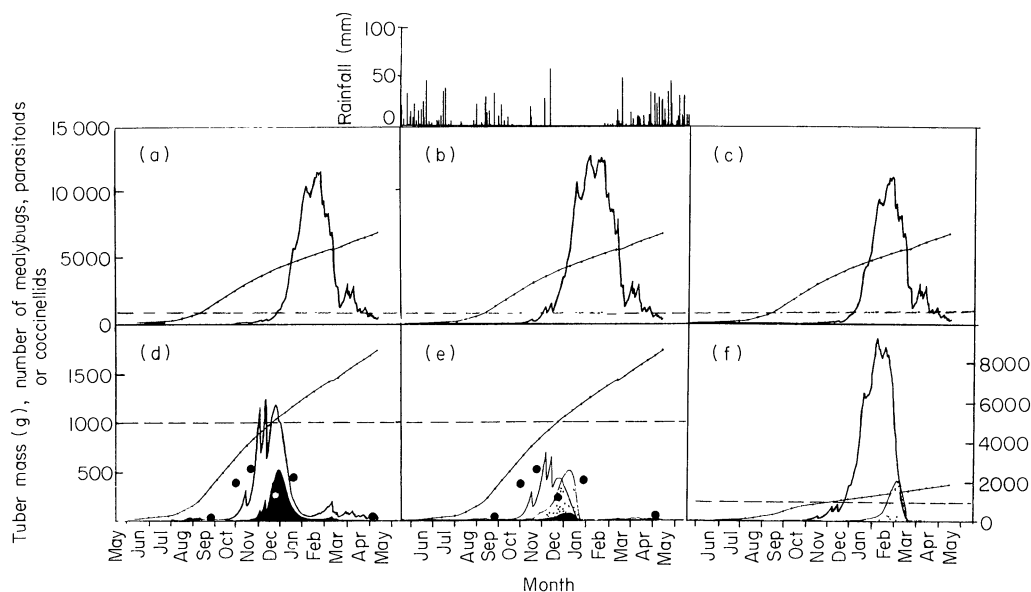 Rainfall (mm)
100
50
0
Tuber mass (g), number of mealybugs, parasitoids
or coccinellids
15 000
10 000
5000
0
(a)
(b)
(c)
1500
1000
500
(d)
(e)
(f)
8000
6000
4000
2000
0
May Jun July Aug Sep Oct Nov Dec Jan Feb Mar Apr May
Jun July Aug Sep Oct Nov Dec Jan Feb Mar Apr May
Jun July Aug Sep Oct Nov Dec Jan Feb Mar Apr May
Month